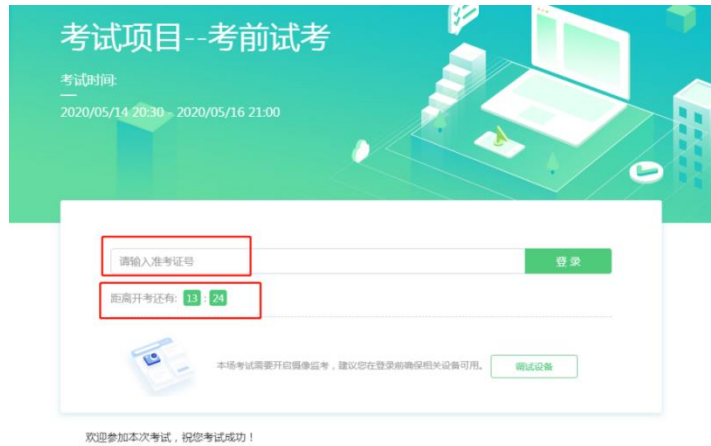 考试项目--考前试考
考试时间:
2020/05/14 20:30 - 2020/05/16 21:00
请输入准考证号
登录
距离开考还有: 13 : 24
本场考试需要开启摄像监考，建议您在登录前确保相关设备可用。
调试设备
欢迎参加本次考试，祝您考试成功！